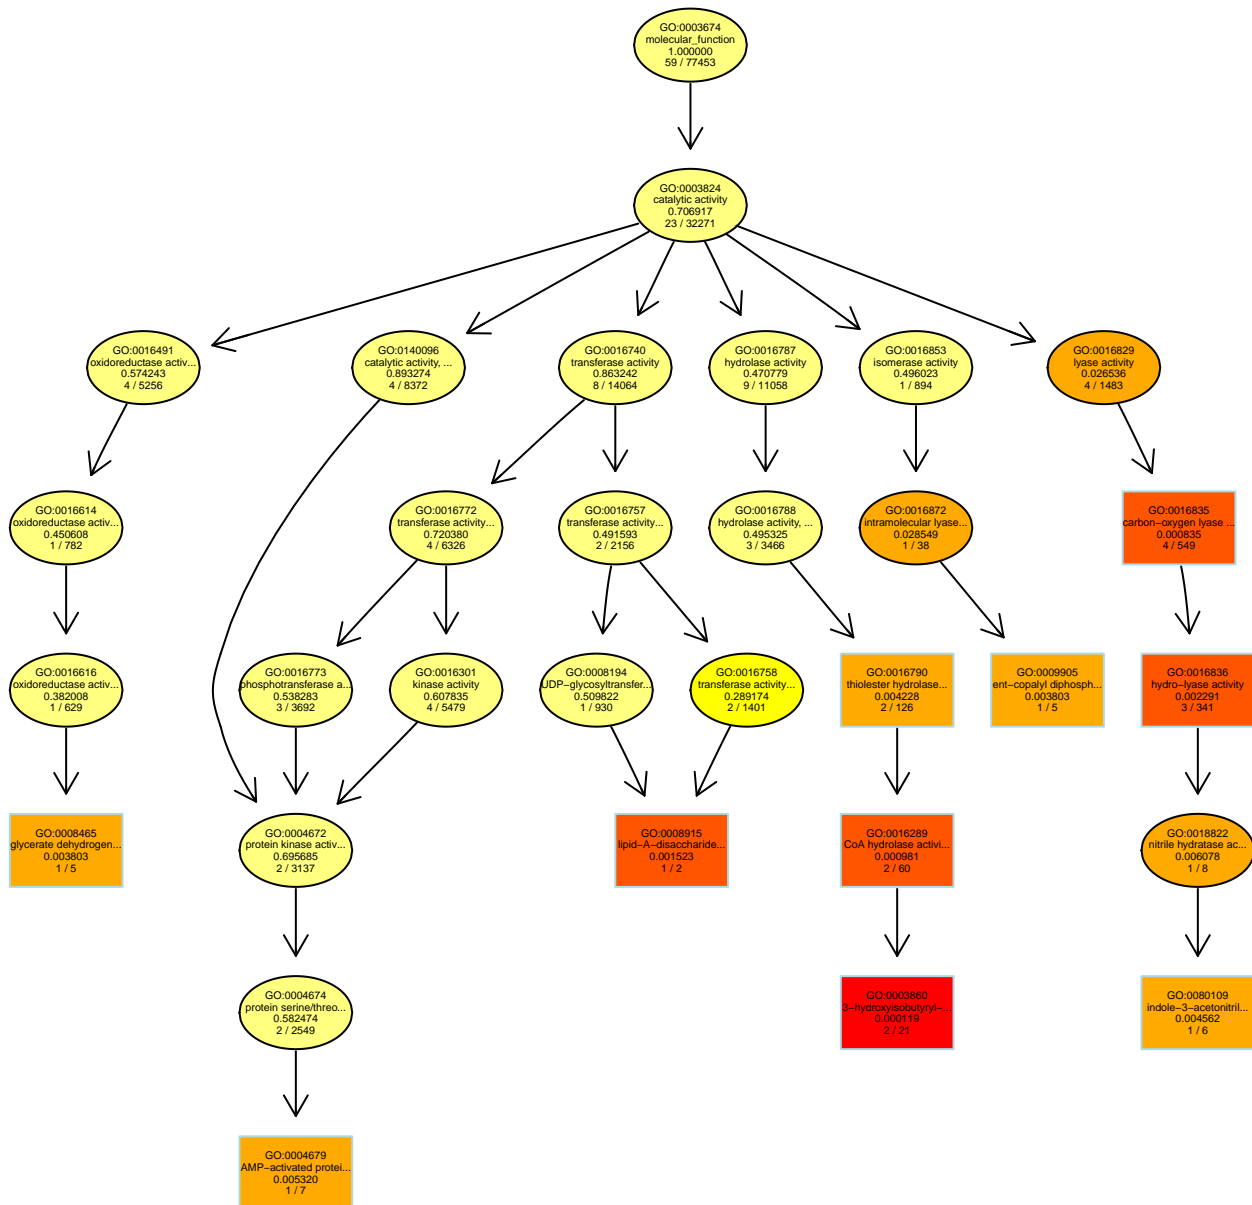 GO:0003674
molecular_function
1.000000
59 / 77453
GO:0003824
catalytic activity
0.706917
23 / 32271
GO:0016491
oxidoreductase activ...
0.574243
4 / 5256
GO:0140096
catalytic activity, ...
0.893274
4 / 8372
GO:0016740
transferase activity
0.863242
8 / 14064
GO:0016787
hydrolase activity
0.470779
9 / 11058
GO:0016853
isomerase activity
0.496023
1 / 894
GO:0016829
lyase activity
0.026536
4 / 1483
GO:0016614
oxidoreductase activ...
0.450608
1 / 782
GO:0016772
transferase activity...
0.720380
4 / 6326
GO:0016757
transferase activity...
0.491593
2 / 2156
GO:0016788
hydrolase activity, ...
0.495325
3 / 3466
GO:0016872
intramolecular lyase...
0.028549
1 / 38
GO:0016835
carbon−oxygen lyase ...
0.000835
4 / 549
GO:0016616
oxidoreductase activ...
0.382008
1 / 629
GO:0016773
phosphotransferase a...
0.538283
3 / 3692
GO:0016301
kinase activity
0.607835
4 / 5479
GO:0008194
UDP−glycosyltransfer...
0.509822
1 / 930
GO:0016758
transferase activity...
0.289174
2 / 1401
GO:0016790
thiolester hydrolase...
0.004228
2 / 126
GO:0009905
ent−copalyl diphosph...
0.003803
1 / 5
GO:0016836
hydro−lyase activity
0.002291
3 / 341
GO:0008465
glycerate dehydrogen...
0.003803
1 / 5
GO:0004672
protein kinase activ...
0.695685
2 / 3137
GO:0008915
lipid−A−disaccharide...
0.001523
1 / 2
GO:0016289
CoA hydrolase activi...
0.000981
2 / 60
GO:0018822
nitrile hydratase ac...
0.006078
1 / 8
GO:0004674
protein serine/threo...
0.582474
2 / 2549
GO:0003860
3−hydroxyisobutyryl−...
0.000119
2 / 21
GO:0080109
indole−3−acetonitril...
0.004562
1 / 6
GO:0004679
AMP−activated protei...
0.005320
1 / 7